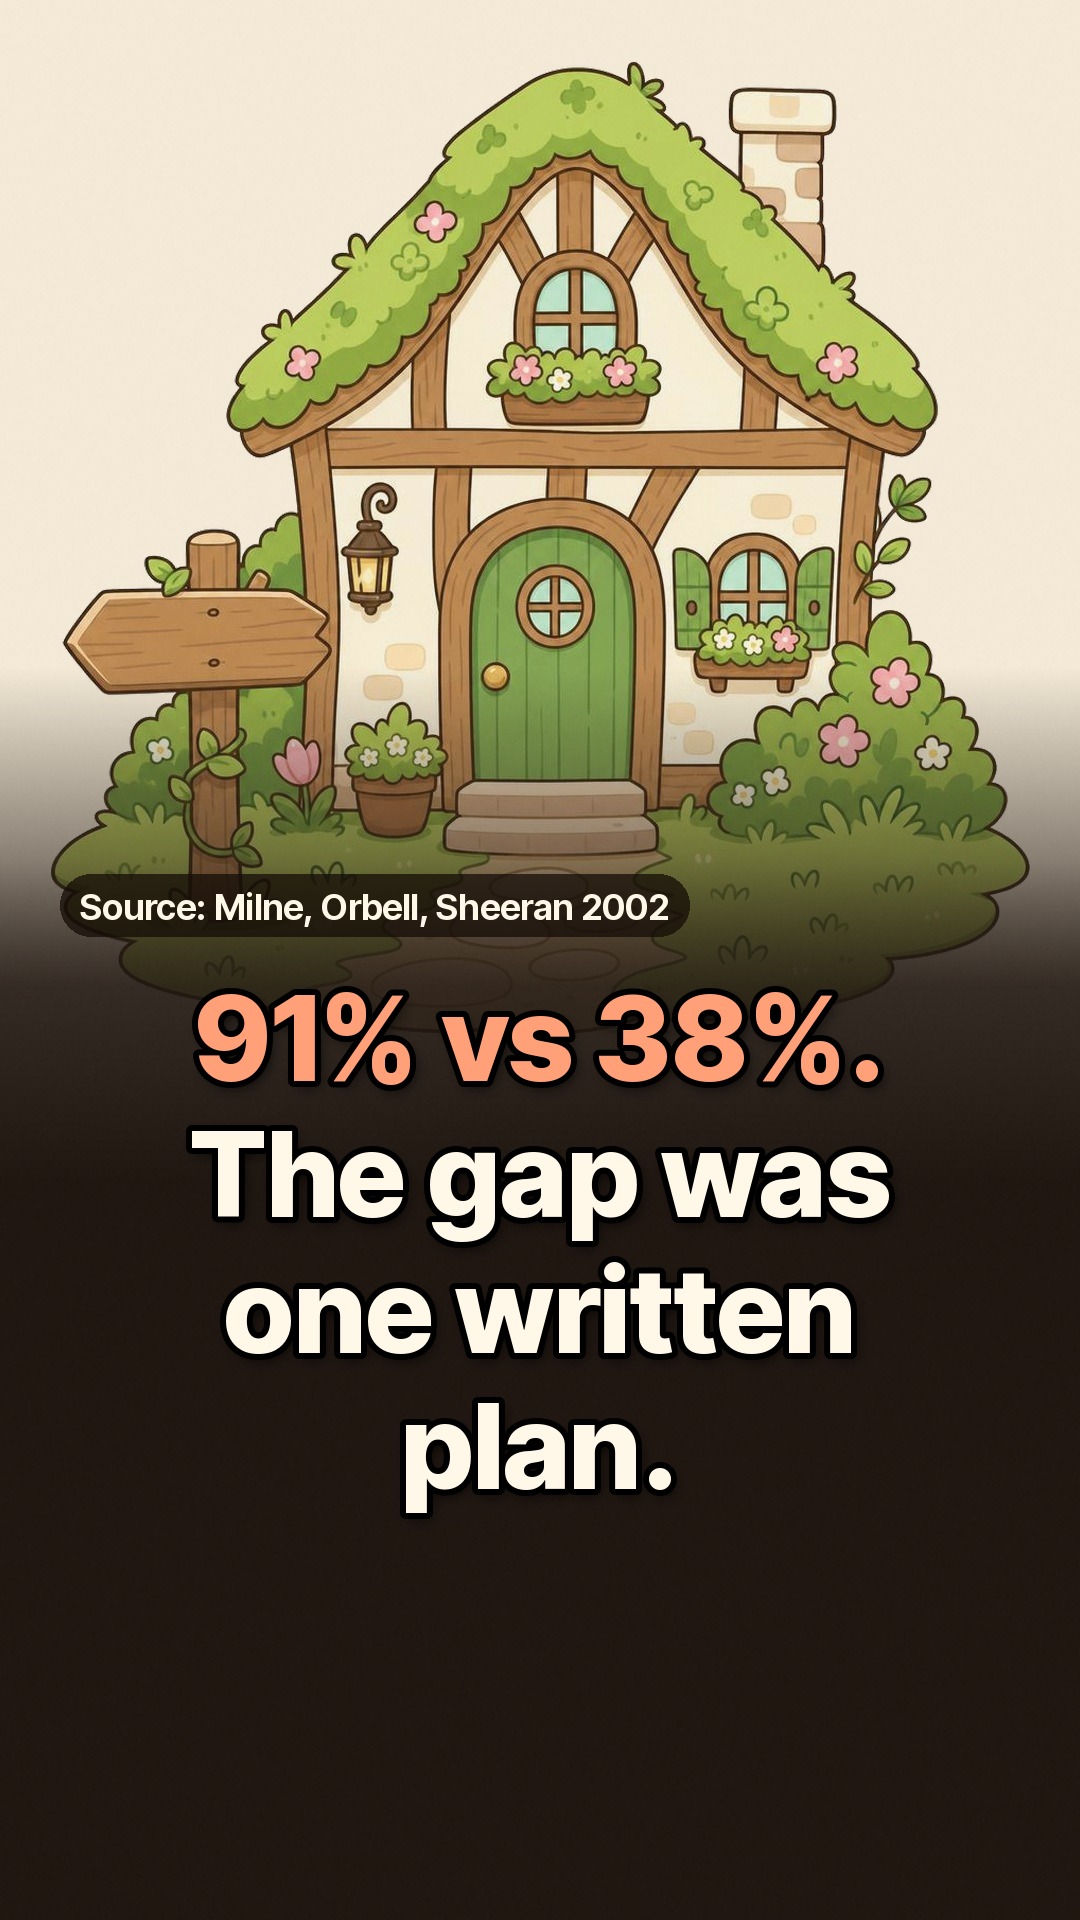 Source: Milne, Orbell, Sheeran 2002
91% vs 38%.
The gap was
one written
plan.